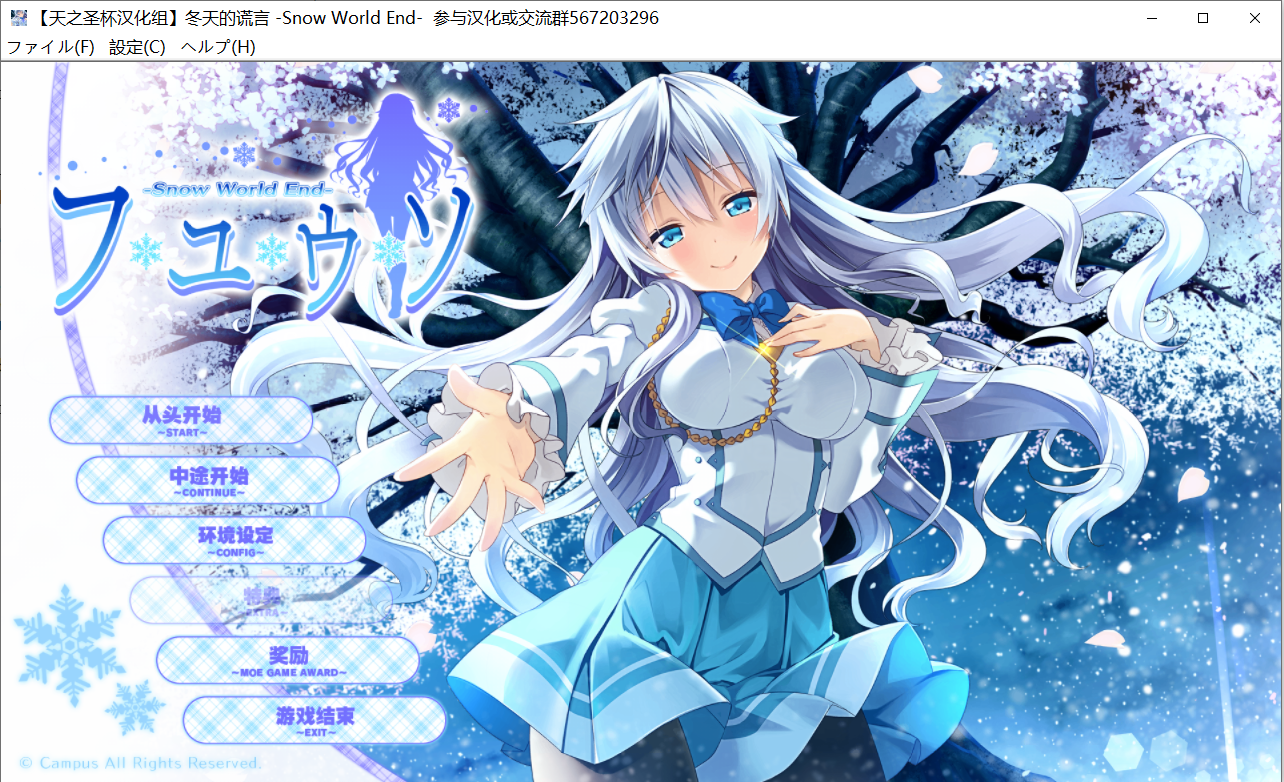 【天之圣杯汉化组】冬天的谎言 -Snow World End- 参与汉化或交流群567203296
ファイル(F) 設定(C) ヘルプ(H)
-Snow World End-
フユウソ
从头开始
~START~
中途开始
~CONTINUE~
环境设定
~CONFIG~
特典
EXTRA
奖励
~MOE GAME AWARD~
游戏结束
~EXIT~
© Campus All Rights Reserved.